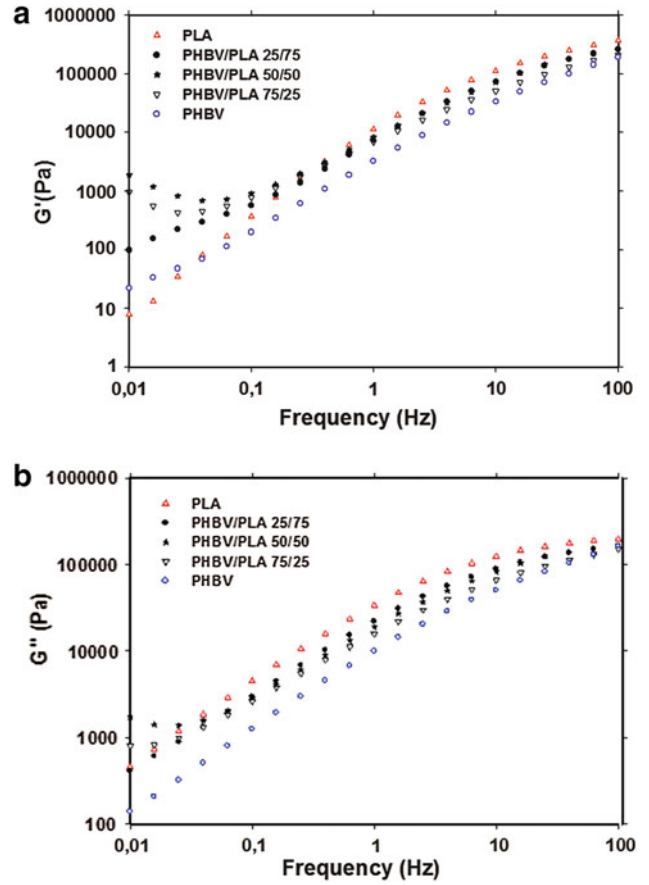 a
1000000
100000
10000
1000
100
10
1
G'(Pa)
PLA
PHBV/PLA 25/75
PHBV/PLA 50/50
PHBV/PLA 75/25
PHBV
0,01 0,1 1 10 100
Frequency (Hz)
b
1000000
100000
10000
1000
100
G'' (Pa)
PLA
PHBV/PLA 25/75
PHBV/PLA 50/50
PHBV/PLA 75/25
PHBV
0,01 0,1 1 10 100
Frequency (Hz)